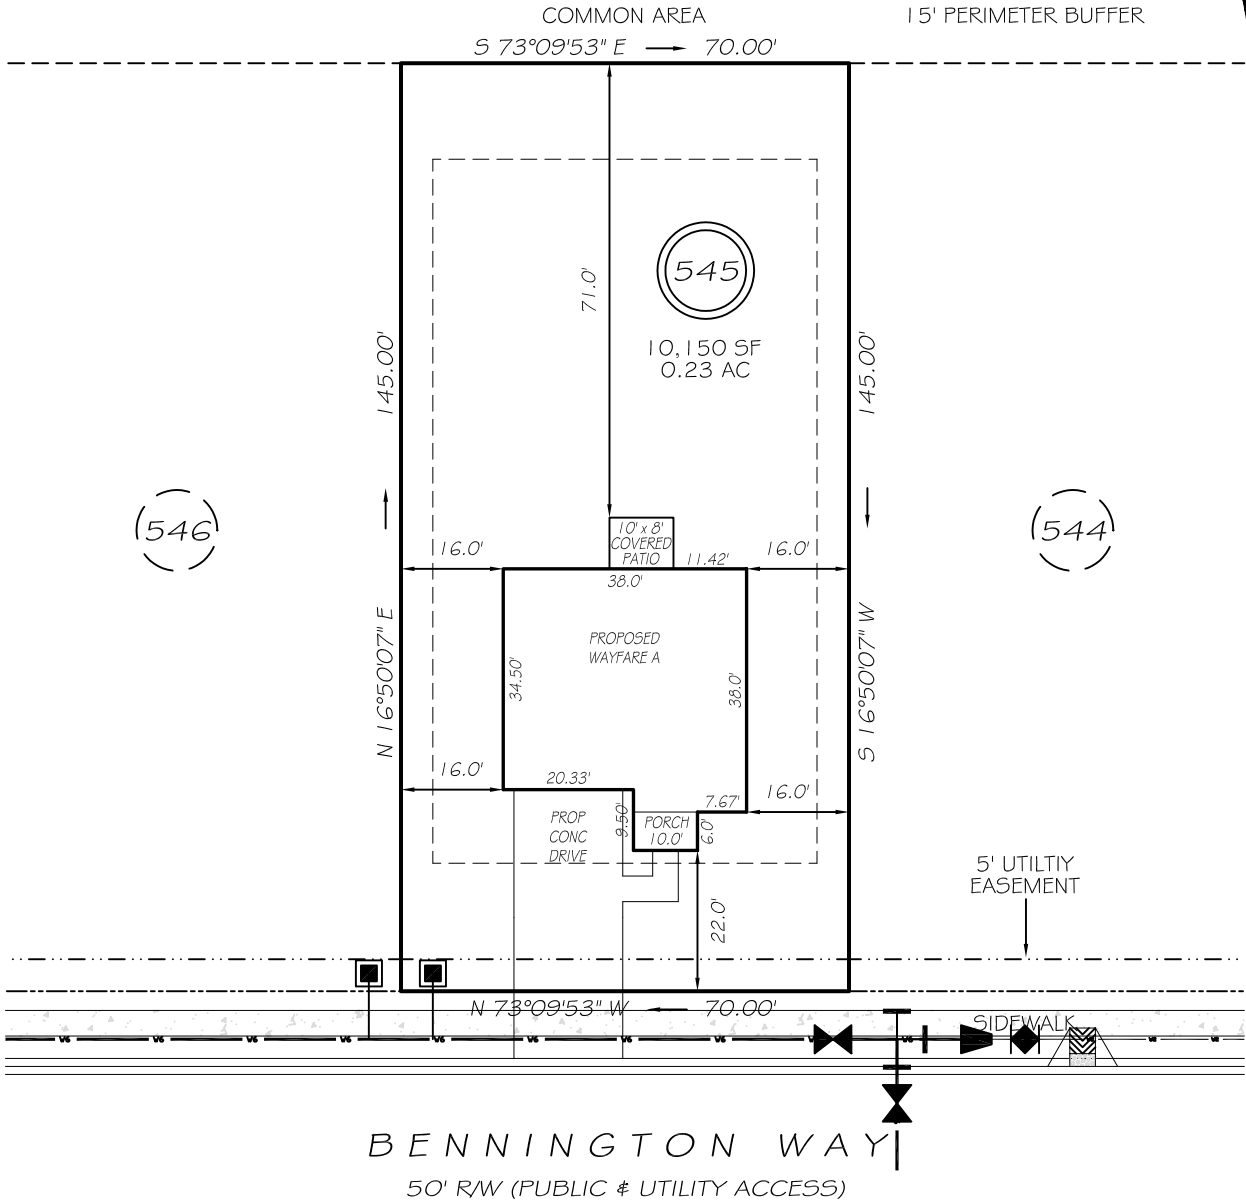 COMMON AREA
15' PERIMETER BUFFER
S 73°09'53" E 70.00'
545
10,150 SF
0.23 AC
71.0'
145.00'
145.00'
546
544
10' x 8'
COVERED
PATIO
11.42'
16.0'
16.0'
38.0'
PROPOSED
WAYFARE A
N 16°50'07" E
34.50'
38.0'
S 16°50'07" W
16.0'
20.33'
7.67'
16.0'
PROP
CONC
DRIVE
9.50'
PORCH
10.0'
6.0'
22.0'
5' UTILTIY
EASEMENT
N 73°09'53" W 70.00'
SIDEWALK
BENNINGTON WAY
50' R/W (PUBLIC & UTILITY ACCESS)